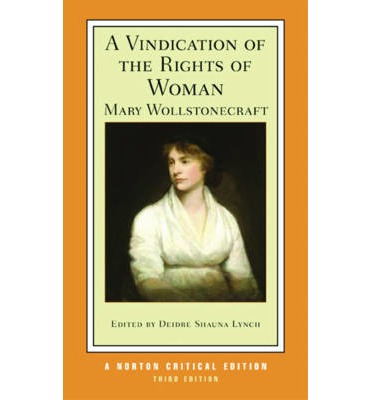 A Vindication of
the Rights of
Woman
Mary Wollstonecraft
Edited by Deidre Shauna Lynch
A NORTON CRITICAL EDITION
THIRD EDITION